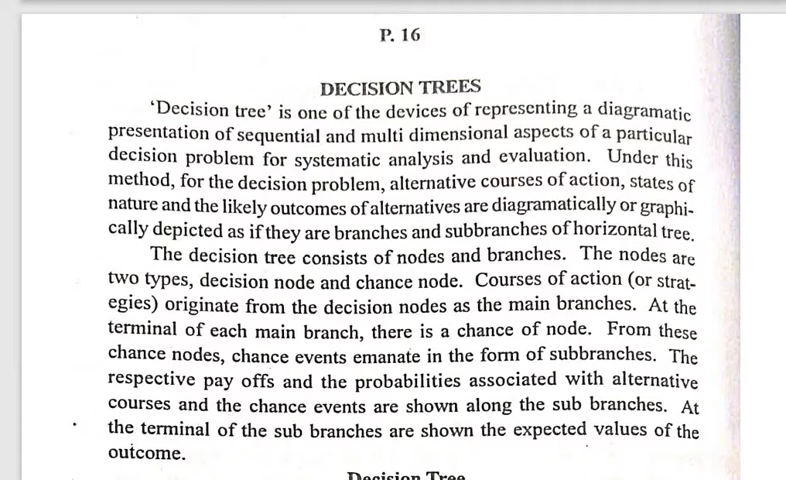 P. 16
DECISION TREES
‘Decision tree’ is one of the devices of representing a diagramatic
presentation of sequential and multi dimensional aspects of a particular
decision problem for systematic analysis and evaluation. Under this
method, for the decision problem, alternative courses of action, states of
nature and the likely outcomes of alternatives are diagramatically or graphi-
cally depicted as if they are branches and subbranches of horizontal tree.
The decision tree consists of nodes and branches. The nodes are
two types, decision node and chance node. Courses of action (or strat-
egies) originate from the decision nodes as the main branches. At the
terminal of each main branch, there is a chance of node. From these
chance nodes, chance events emanate in the form of subbranches. The
respective pay offs and the probabilities associated with alternative
courses and the chance events are shown along the sub branches. At
the terminal of the sub branches are shown the expected values of the
outcome.
Decision Tree